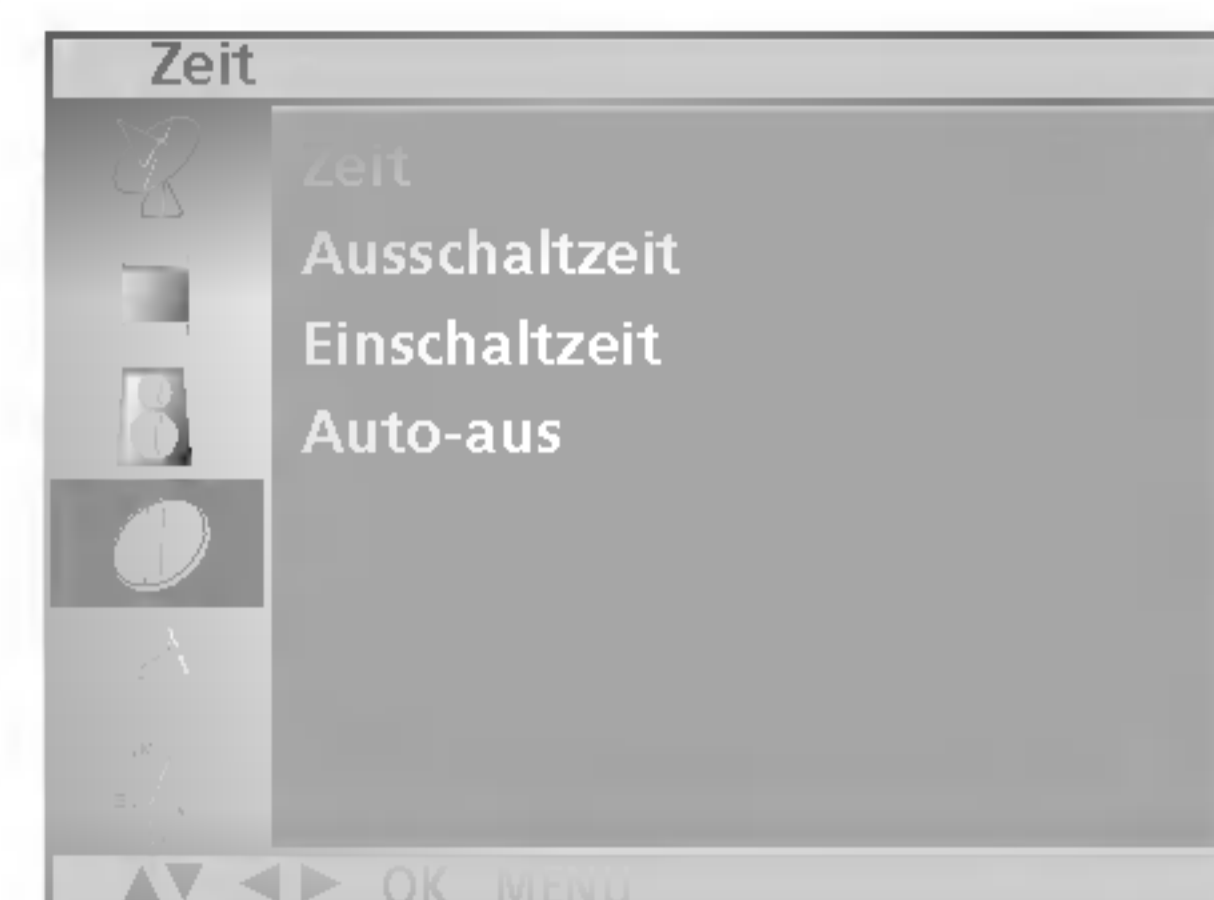 Zeit
Zeit
Ausschaltzeit
Einschaltzeit
Auto-aus
▲▼ ◀▶ OK MENU